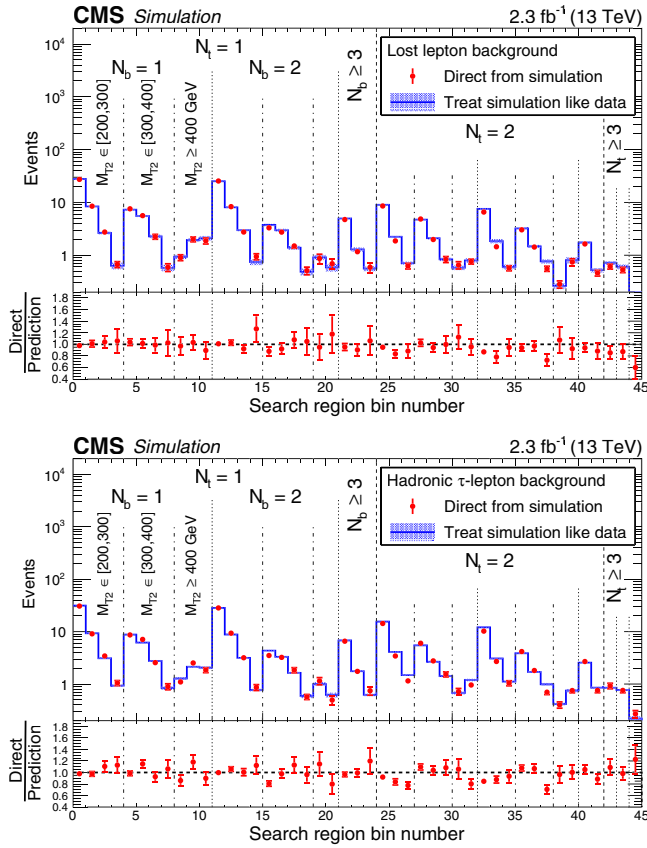 CMS Simulation 2.3 fb⁻¹ (13 TeV)
Lost lepton background
Direct from simulation
Treat simulation like data
N_t = 1
N_b = 1
N_b = 2
N_b ≥ 3
N_t = 2
N_t ≥ 3
M_T2 ∈ [200,300]
M_T2 ∈ [300,400]
M_T2 ≥ 400 GeV
Events
10⁴
10³
10²
10
1
Direct
Prediction
1.8
1.6
1.4
1.2
1.0
0.8
0.6
0.4
0 5 10 15 20 25 30 35 40 45
Search region bin number
CMS Simulation 2.3 fb⁻¹ (13 TeV)
Hadronic τ-lepton background
Direct from simulation
Treat simulation like data
N_t = 1
N_b = 1
N_b = 2
N_b ≥ 3
N_t = 2
N_t ≥ 3
M_T2 ∈ [200,300]
M_T2 ∈ [300,400]
M_T2 ≥ 400 GeV
Events
10⁴
10³
10²
10
1
Direct
Prediction
1.8
1.6
1.4
1.2
1.0
0.8
0.6
0.4
0 5 10 15 20 25 30 35 40 45
Search region bin number